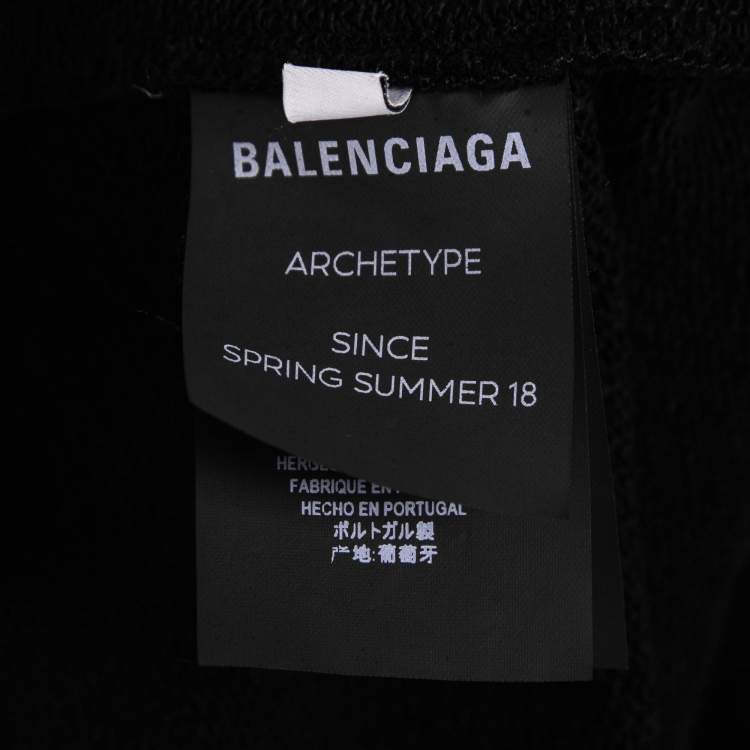 BALENCIAGA
ARCHETYPE
SINCE
SPRING SUMMER 18
FABRIQUE EN
HECHO EN PORTUGAL
ポルトガル製
产地:葡萄牙